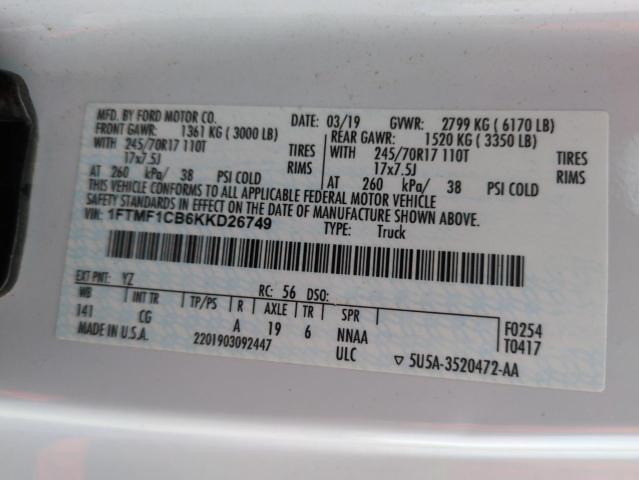 MFD. BY FORD MOTOR CO.
DATE: 03/19 GVWR: 2799 KG ( 6170 LB)
FRONT GAWR: 1361 KG ( 3000 LB) REAR GAWR: 1520 KG ( 3350 LB)
WITH 245/70R17 110T TIRES WITH 245/70R17 110T TIRES
17x7.5J RIMS 17x7.5J RIMS
AT 260 kPa/ 38 PSI COLD AT 260 kPa/ 38 PSI COLD
THIS VEHICLE CONFORMS TO ALL APPLICABLE FEDERAL MOTOR VEHICLE
SAFETY STANDARDS IN EFFECT ON THE DATE OF MANUFACTURE SHOWN ABOVE.
VIN: 1FTMF1CB6KKD26749 TYPE: Truck
EXT PNT: YZ RC: 56 DSO:
WB INT TR TP/PS R AXLE TR SPR
141 CG A 19 6 NNAA F0254
MADE IN U.S.A. 2201903092447 ULC T0417
▽ 5U5A-3520472-AA